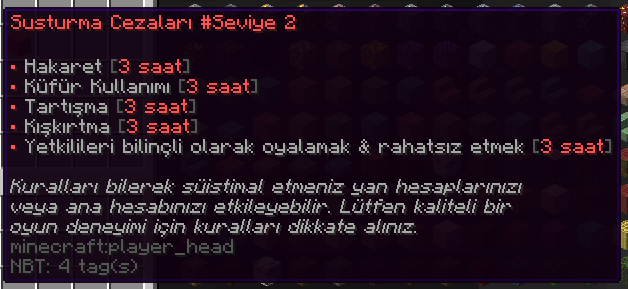 Susturma Cezaları #Seviye 2
• Hakaret [3 saat]
• Küfür Kullanımı [3 saat]
• Tartışma [3 saat]
• Kışkırtma [3 saat]
• Yetkilileri bilinçli olarak oyalamak & rahatsız etmek [3 saat]
Kuralları bilerek süistimal etmeniz yan hesaplarınızı
veya ana hesabınızı etkileyebilir. Lütfen kaliteli bir
oyun deneyimi için kuralları dikkate alınız.
minecraft:player_head
NBT: 4 tag(s)